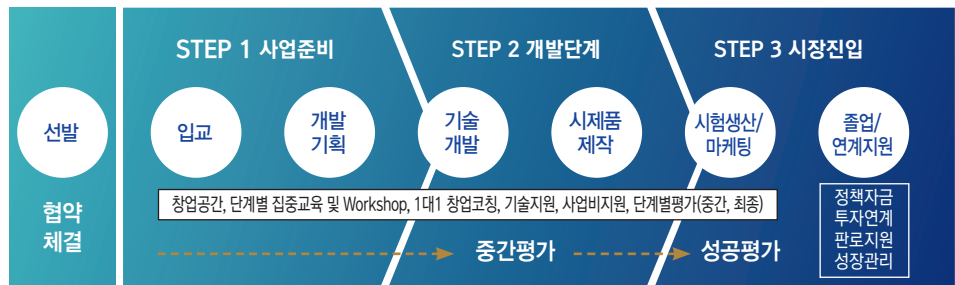 STEP 1 사업준비
STEP 2 개발단계
STEP 3 시장진입
선발
입교
개발
기획
기술
개발
시제품
제작
시험생산/
마케팅
졸업/
연계지원
협약
체결
창업공간, 단계별 집중교육 및 Workshop, 1대1 창업코칭, 기술지원, 사업비지원, 단계별평가(중간, 최종)
정책자금
투자연계
판로지원
성장관리
중간평가
성공평가